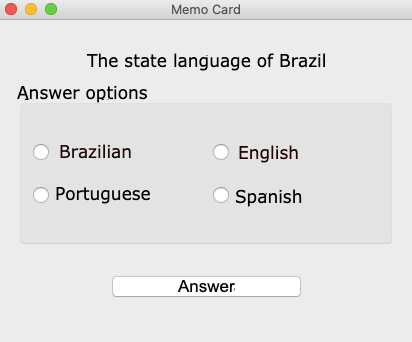 Memo Card
The state language of Brazil
Answer options
Brazilian English
Portuguese Spanish
Answer